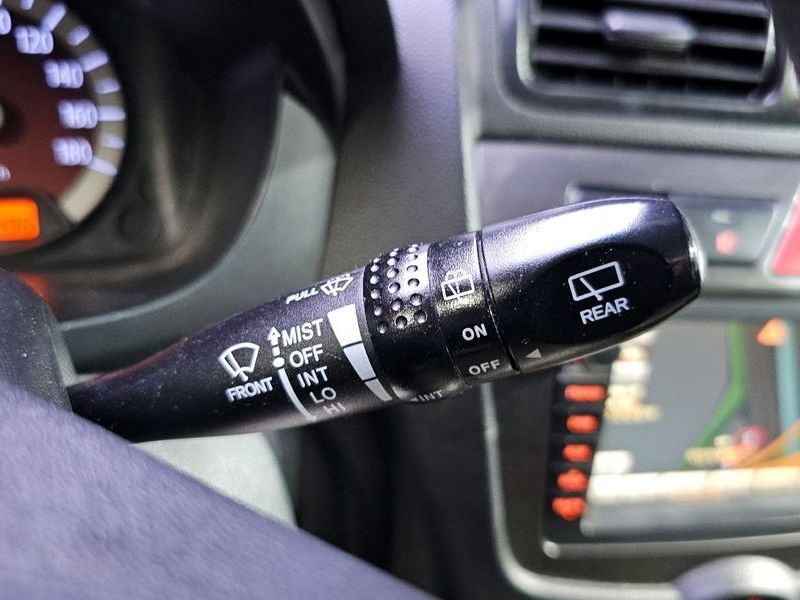 120
140
160
180
PULL
MIST
OFF
INT
LO
HI
FRONT
INT
ON
OFF
REAR